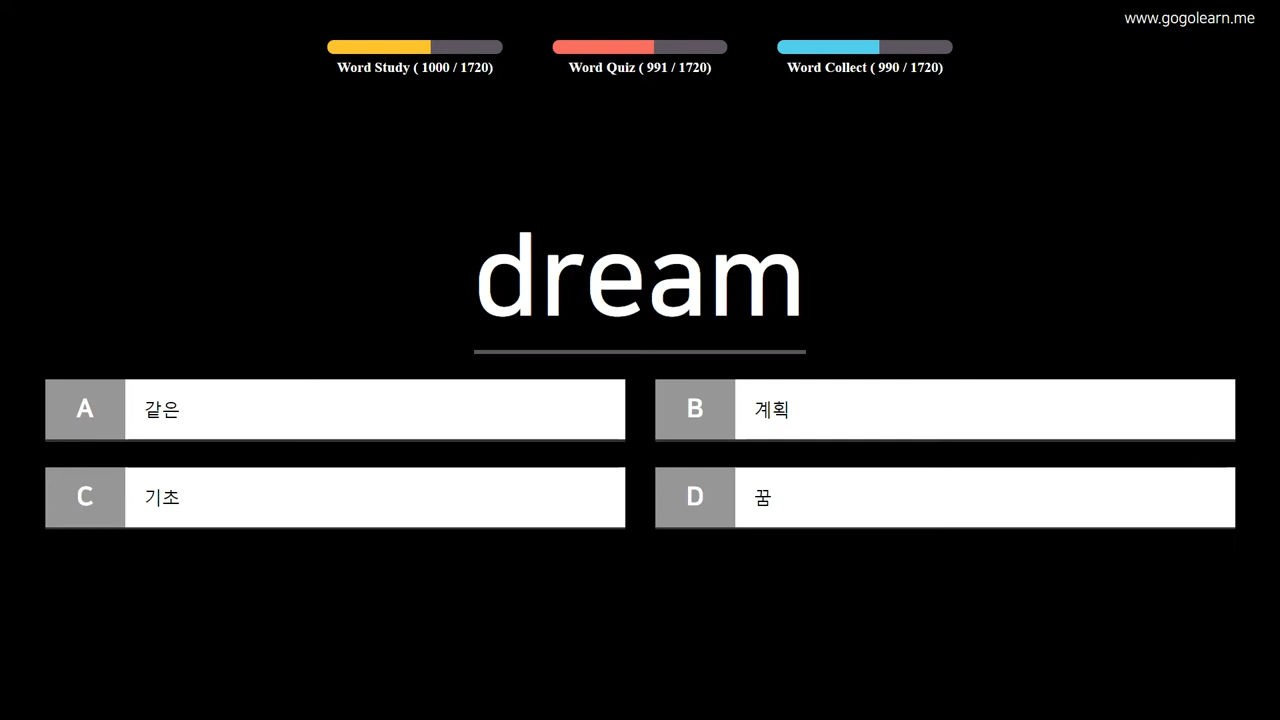 www.gogolearn.me
Word Study ( 1000 / 1720)
Word Quiz ( 991 / 1720)
Word Collect ( 990 / 1720)
dream
A 같은
B 계획
C 기초
D 꿈